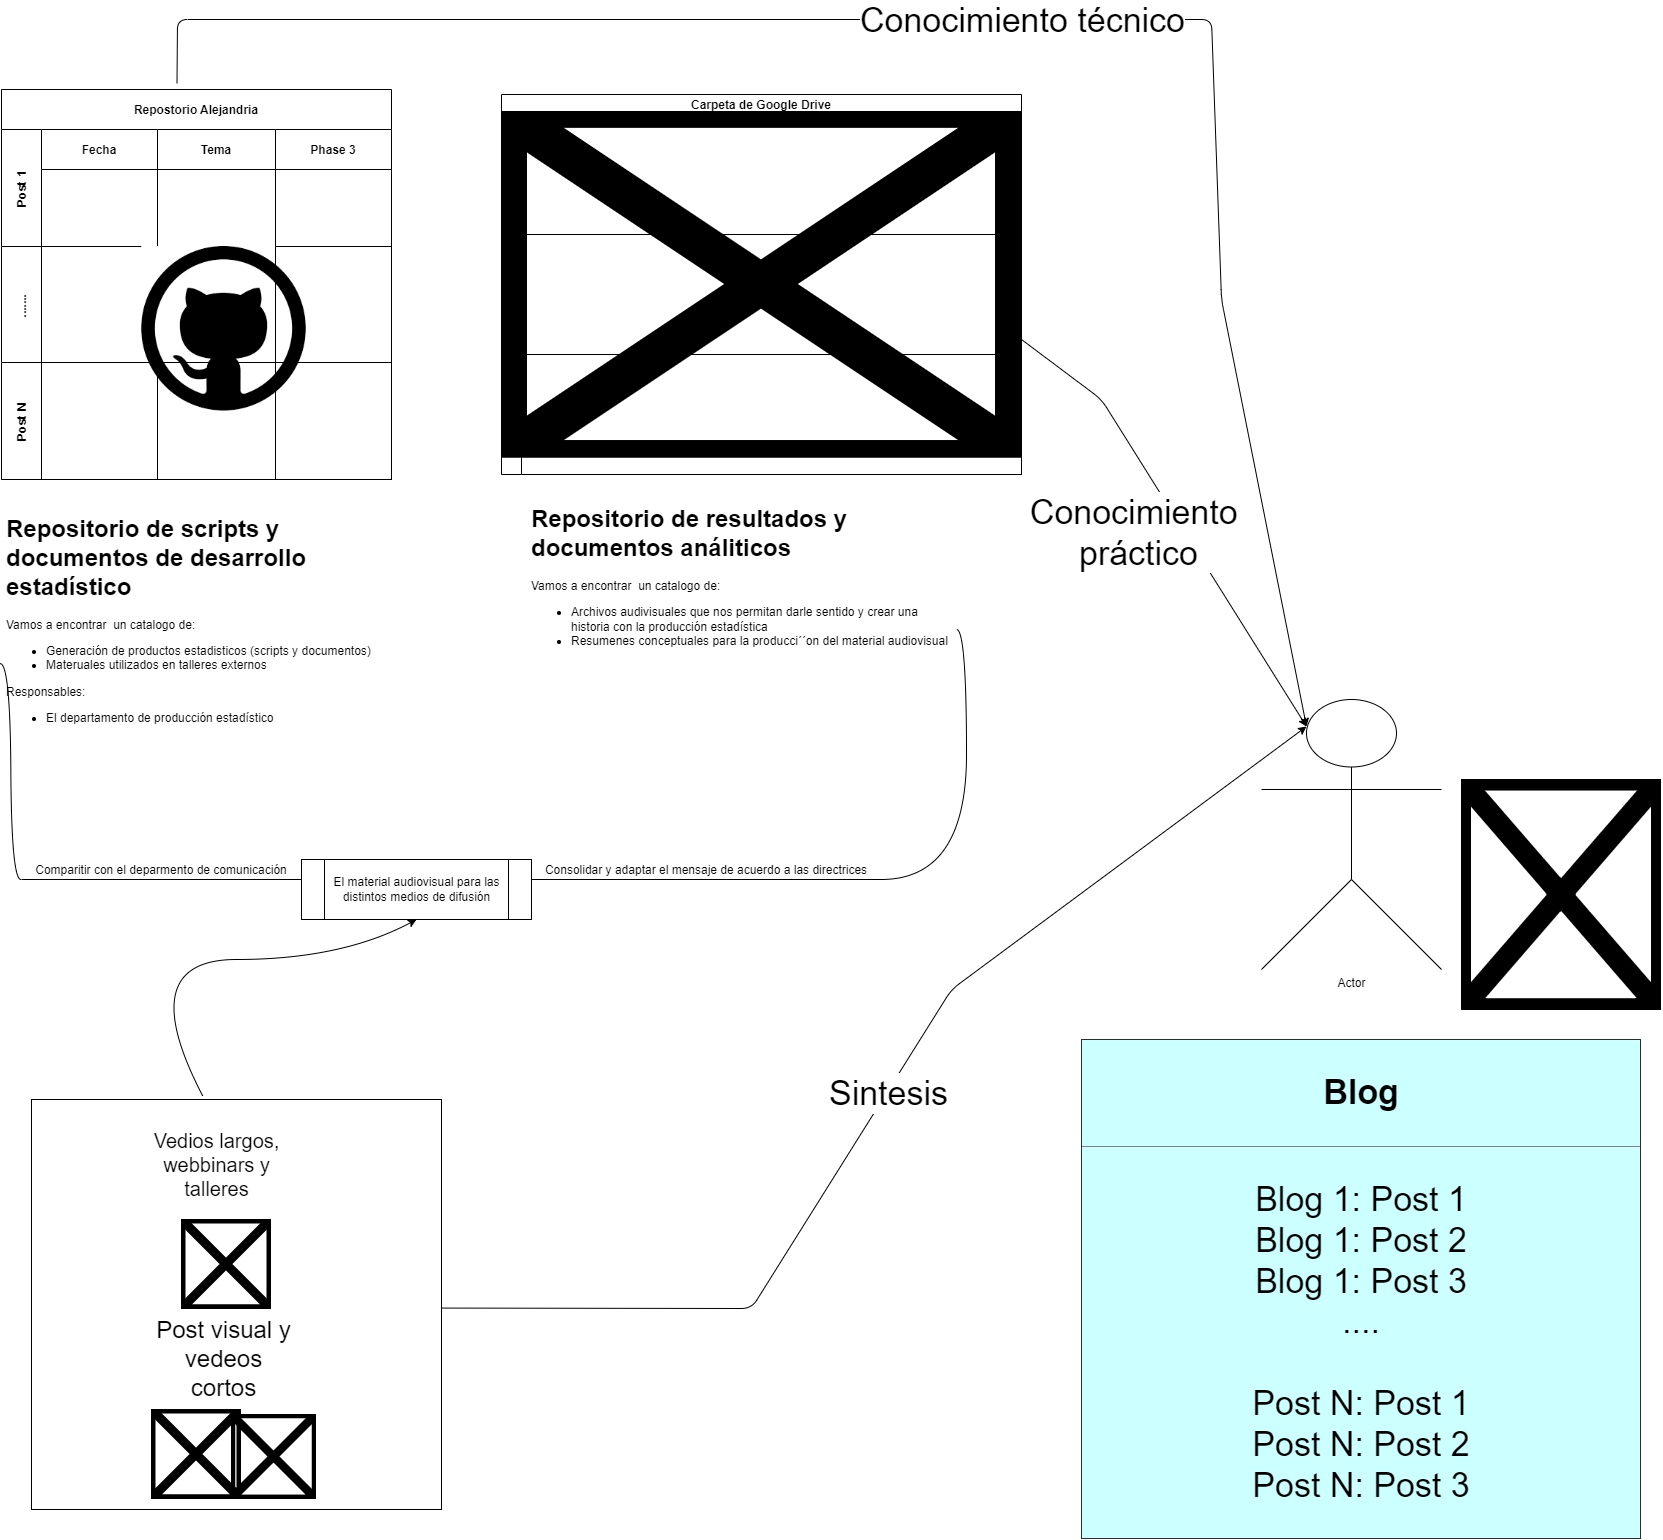 Conocimiento técnico
Repostorio Alejandria
Fecha
Tema
Phase 3
Post 1
.......
Post N
Carpeta de Google Drive
Repositorio de scripts y
documentos de desarrollo
estadístico
Vamos a encontrar  un catalogo de:
Generación de productos estadisticos (scripts y documentos)
Materuales utilizados en talleres externos
Responsables:
El departamento de producción estadístico
Repositorio de resultados y
documentos análiticos
Vamos a encontrar  un catalogo de:
Archivos audivisuales que nos permitan darle sentido y crear una
historia con la producción estadística
Resumenes conceptuales para la producci´´on del material audiovisual
Conocimiento
práctico
Comparitir con el deparmento de comunicación
El material audiovisual para las
distintos medios de difusión
Consolidar y adaptar el mensaje de acuerdo a las directrices
Actor
Sintesis
Vedios largos,
webbinars y
talleres
Post visual y
vedeos
cortos
Blog
Blog 1: Post 1
Blog 1: Post 2
Blog 1: Post 3
....
Post N: Post 1
Post N: Post 2
Post N: Post 3